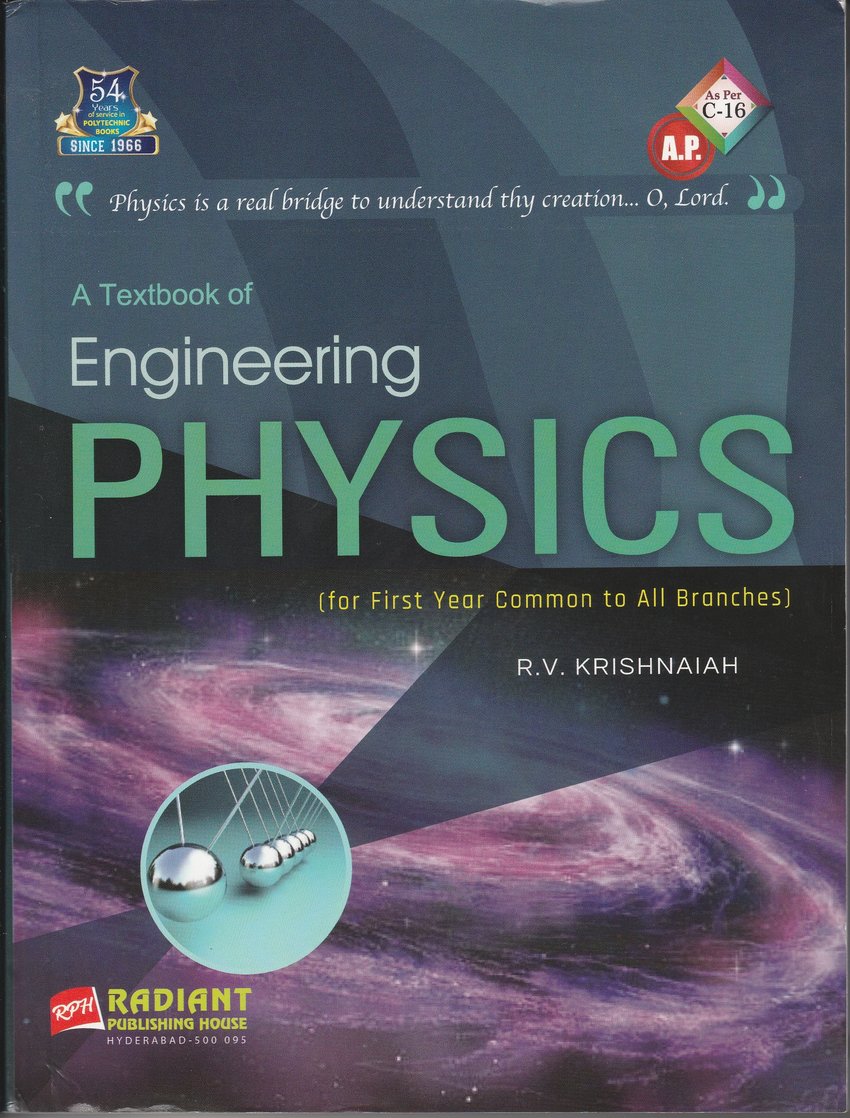 54
Years
of service in
POLYTECHNIC
BOOKS
SINCE 1966
As Per
C-16
A.P.
“Physics is a real bridge to understand thy creation... O, Lord.”
A Textbook of
Engineering
PHYSICS
(for First Year Common to All Branches)
R.V. KRISHNAIAH
RPH
RADIANT
PUBLISHING HOUSE
HYDERABAD-500 095